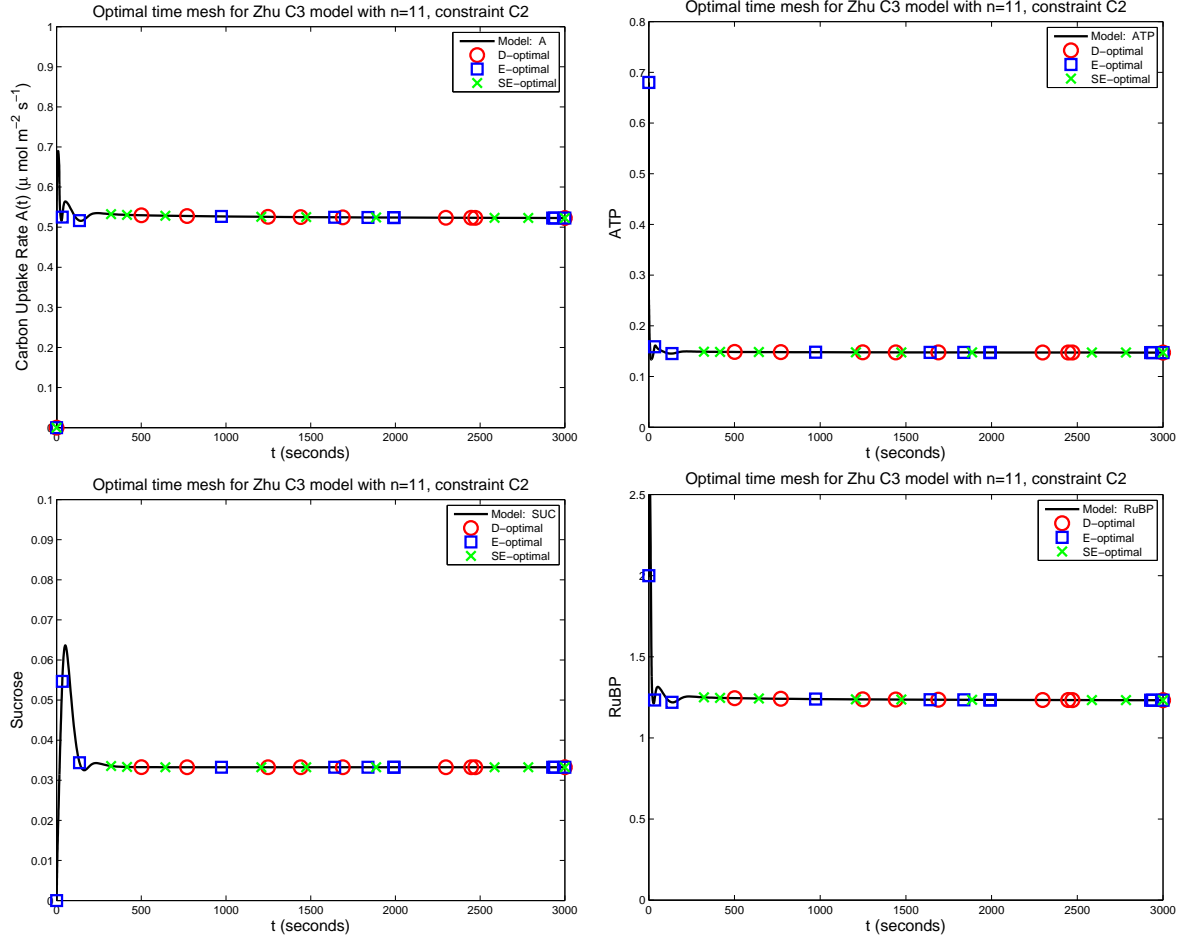 Optimal time mesh for Zhu C3 model with n=11, constraint C2
Model: A
D−optimal
E−optimal
SE−optimal
Carbon Uptake Rate A(t) (μ mol m−2 s−1)
1
0.9
0.8
0.7
0.6
0.5
0.4
0.3
0.2
0.1
0
0 500 1000 1500 2000 2500 3000
t (seconds)
Optimal time mesh for Zhu C3 model with n=11, constraint C2
Model: ATP
D−optimal
E−optimal
SE−optimal
ATP
0.8
0.7
0.6
0.5
0.4
0.3
0.2
0.1
0
0 500 1000 1500 2000 2500 3000
t (seconds)
Optimal time mesh for Zhu C3 model with n=11, constraint C2
Model: SUC
D−optimal
E−optimal
SE−optimal
Sucrose
0.1
0.09
0.08
0.07
0.06
0.05
0.04
0.03
0.02
0.01
0
0 500 1000 1500 2000 2500 3000
t (seconds)
Optimal time mesh for Zhu C3 model with n=11, constraint C2
Model: RuBP
D−optimal
E−optimal
SE−optimal
RuBP
2.5
2
1.5
1
0.5
0
0 500 1000 1500 2000 2500 3000
t (seconds)